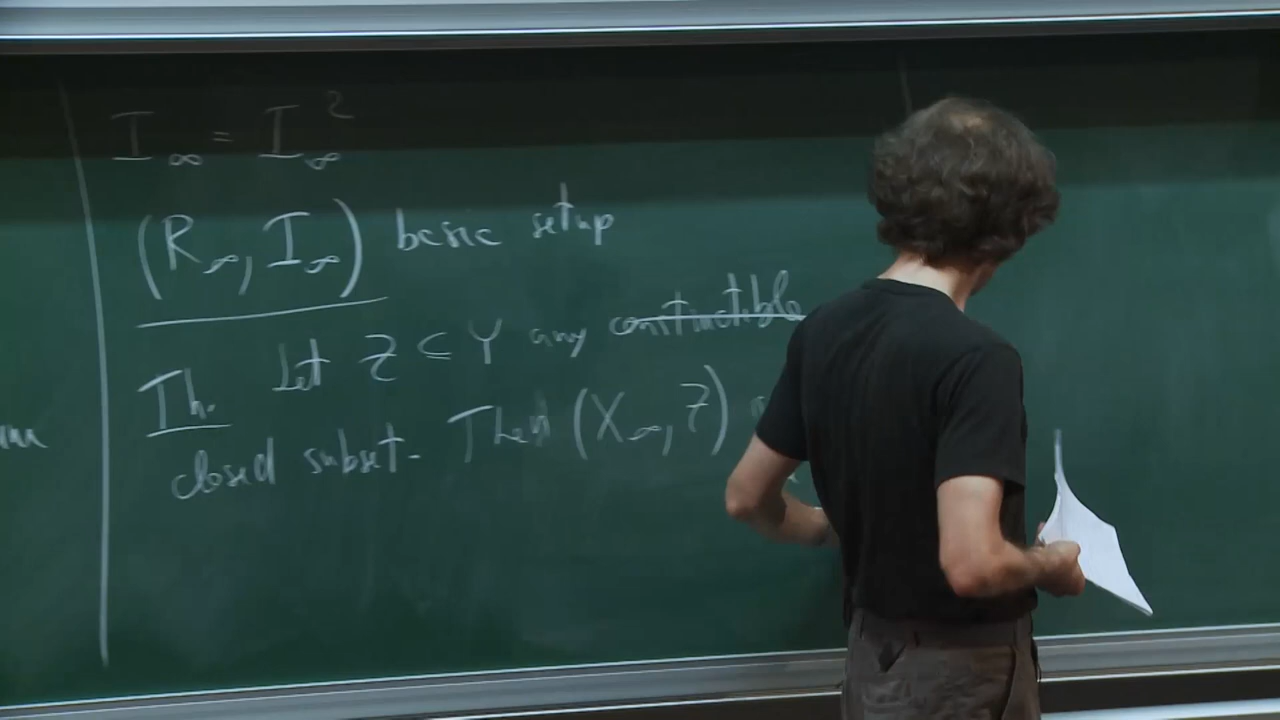 I∞ = I∞²
(R∞, I∞) basic setup
Th. Let Z ⊂ Y any constructible
closed subset. Then (X∞, Z)